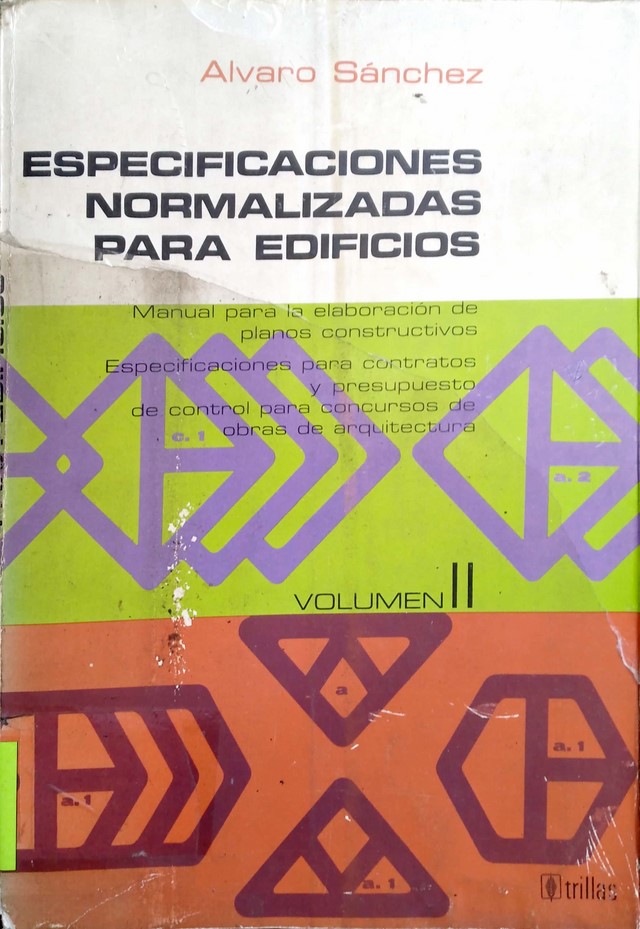 Alvaro Sánchez
ESPECIFICACIONES
NORMALIZADAS
PARA EDIFICIOS
Manual para la elaboración de
planos constructivos
Especificaciones para contratos
y presupuesto
de control para concursos de
obras de arquitectura
c.1
a.2
VOLUMEN II
a
a.1
a.1
a.1
trillas